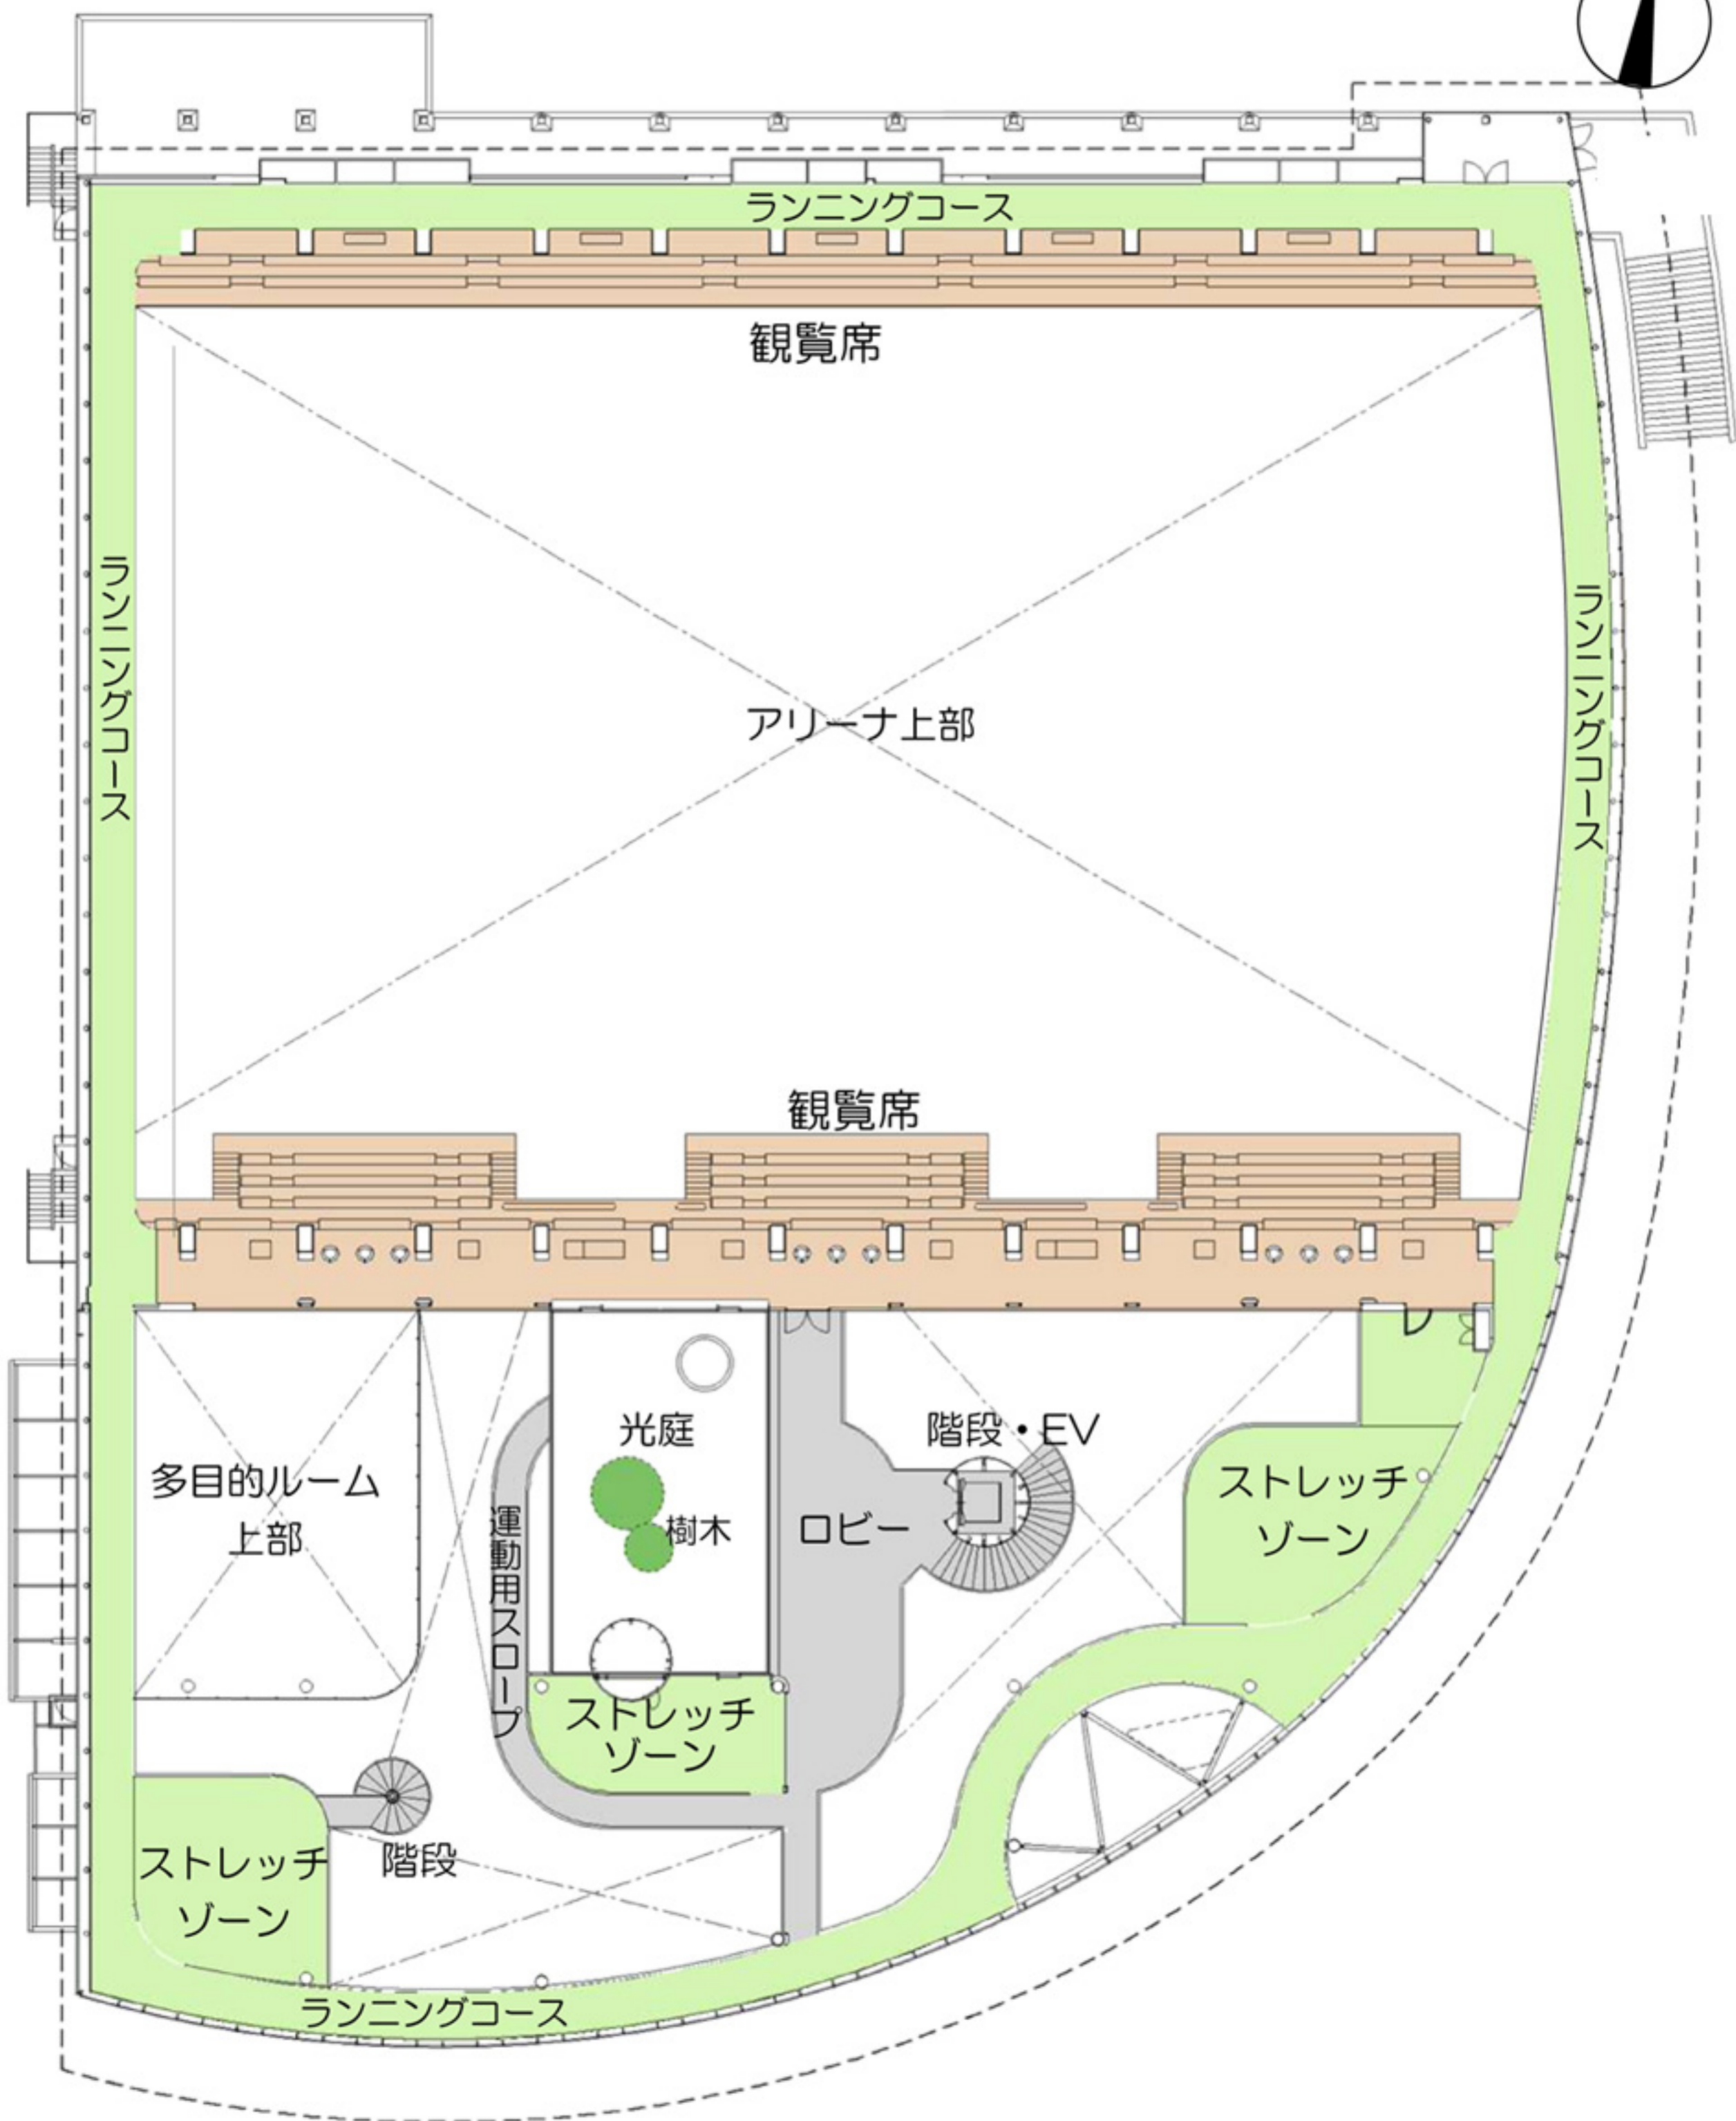 ランニングコース
観覧席
ランニングコース
ランニングコース
アリーナ上部
観覧席
光庭
階段・EV
多目的ルーム
上部
ストレッチ
ゾーン
運動用スロープ
樹木
ロビー
ストレッチ
ゾーン
ストレッチ
ゾーン
階段
ランニングコース